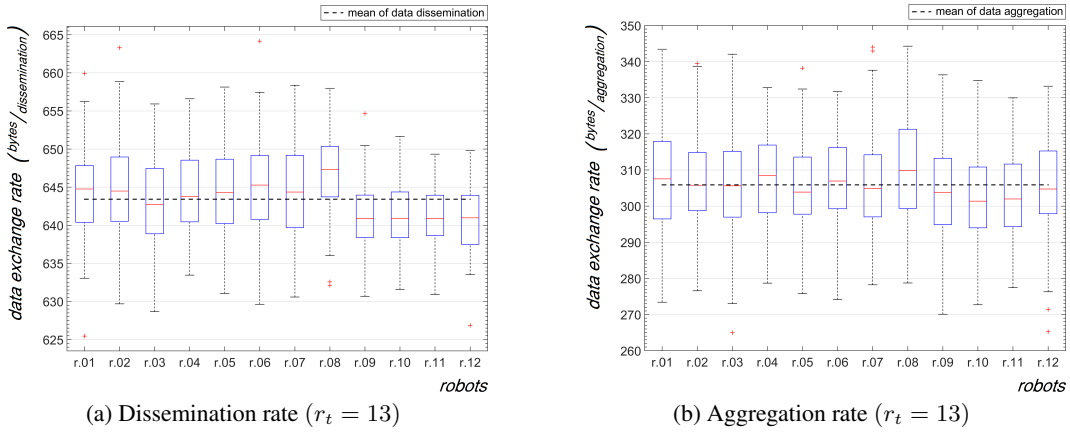 mean of data dissemination
data exchange rate (bytes/dissemination)
665
660
655
650
645
640
635
630
625
r.01 r.02 r.03 r.04 r.05 r.06 r.07 r.08 r.09 r.10 r.11 r.12
robots
(a) Dissemination rate (r_t = 13)
mean of data aggregation
data exchange rate (bytes/aggregation)
350
340
330
320
310
300
290
280
270
260
r.01 r.02 r.03 r.04 r.05 r.06 r.07 r.08 r.09 r.10 r.11 r.12
robots
(b) Aggregation rate (r_t = 13)